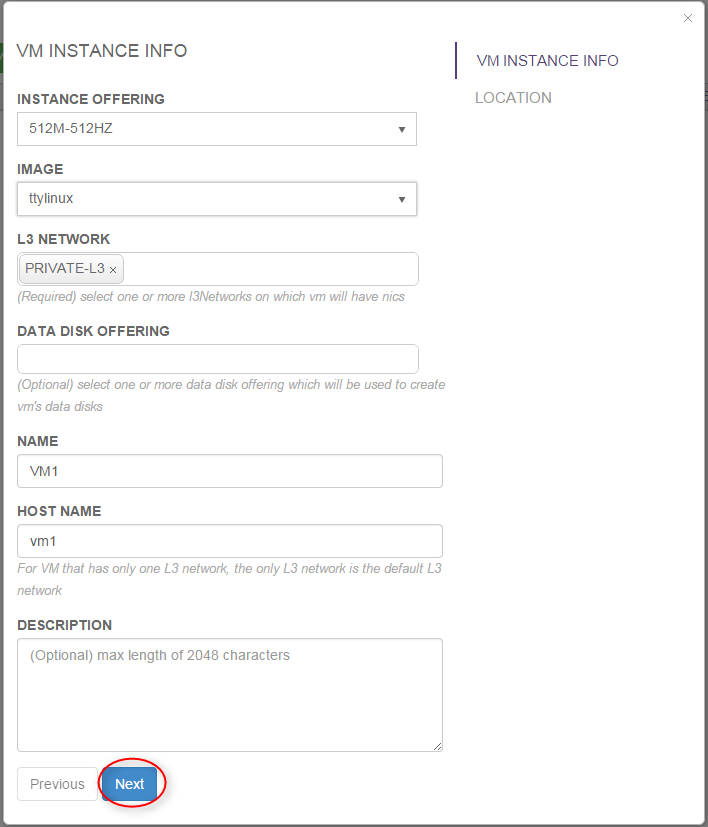 ×
VM INSTANCE INFO
VM INSTANCE INFO
LOCATION
INSTANCE OFFERING
512M-512HZ
IMAGE
ttylinux
L3 NETWORK
PRIVATE-L3 ×
(Required) select one or more l3Networks on which vm will have nics
DATA DISK OFFERING
(Optional) select one or more data disk offering which will be used to create
vm's data disks
NAME
VM1
HOST NAME
vm1
For VM that has only one L3 network, the only L3 network is the default L3
network
DESCRIPTION
(Optional) max length of 2048 characters
Previous
Next